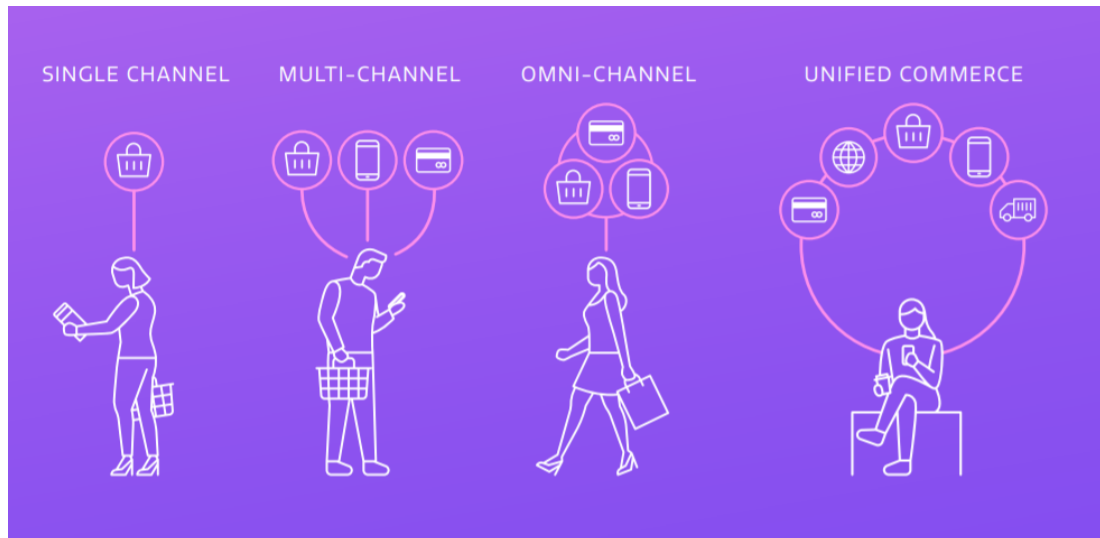 SINGLE CHANNEL
MULTI-CHANNEL
OMNI-CHANNEL
UNIFIED COMMERCE